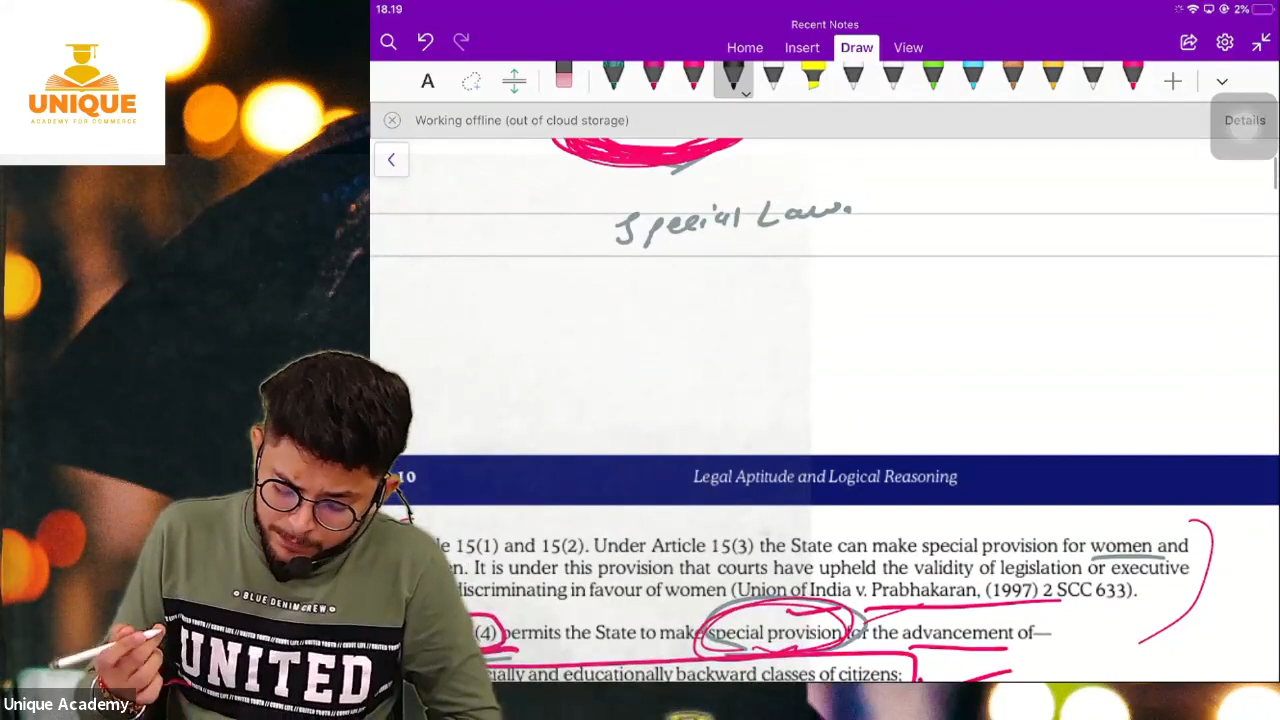 18.19
Recent Notes
2%
Home Insert Draw View
A
Working offline (out of cloud storage)
Details
UNIQUE
ACADEMY FOR COMMERCE
Special Law.
10 Legal Aptitude and Logical Reasoning
le 15(1) and 15(2). Under Article 15(3) the State can make special provision for women and
en. It is under this provision that courts have upheld the validity of legislation or executive
discriminating in favour of women (Union of India v. Prabhakaran, (1997) 2 SCC 633).
(4) permits the State to make special provision for the advancement of—
cially and educationally backward classes of citizens;
BLUE DENIM CREW
UNITED
Unique Academy